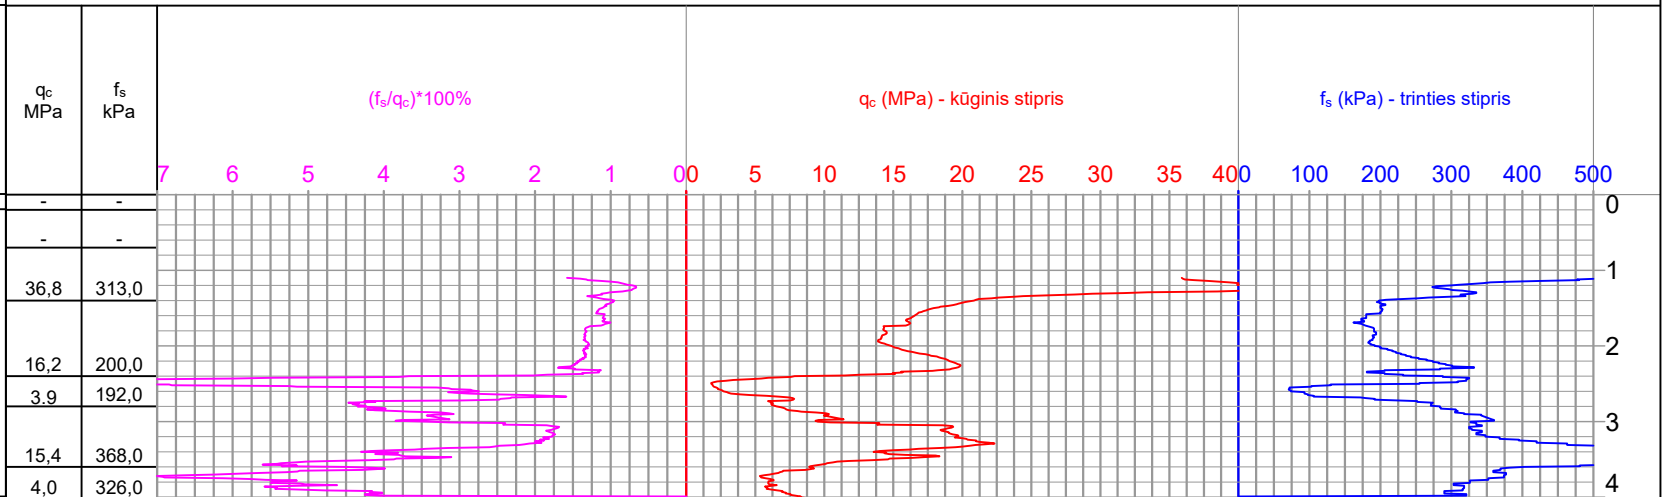 qc MPa
fs kPa
(fs/qc)*100%
qc (MPa) - kūginis stipris
fs (kPa) - trinties stipris
7 6 5 4 3 2 1 0
0 5 10 15 20 25 30 35 40
0 100 200 300 400 500
- - 0
- -
1
36,8 313,0
2
16,2 200,0
3.9 192,0
3
15,4 368,0
4,0 326,0 4